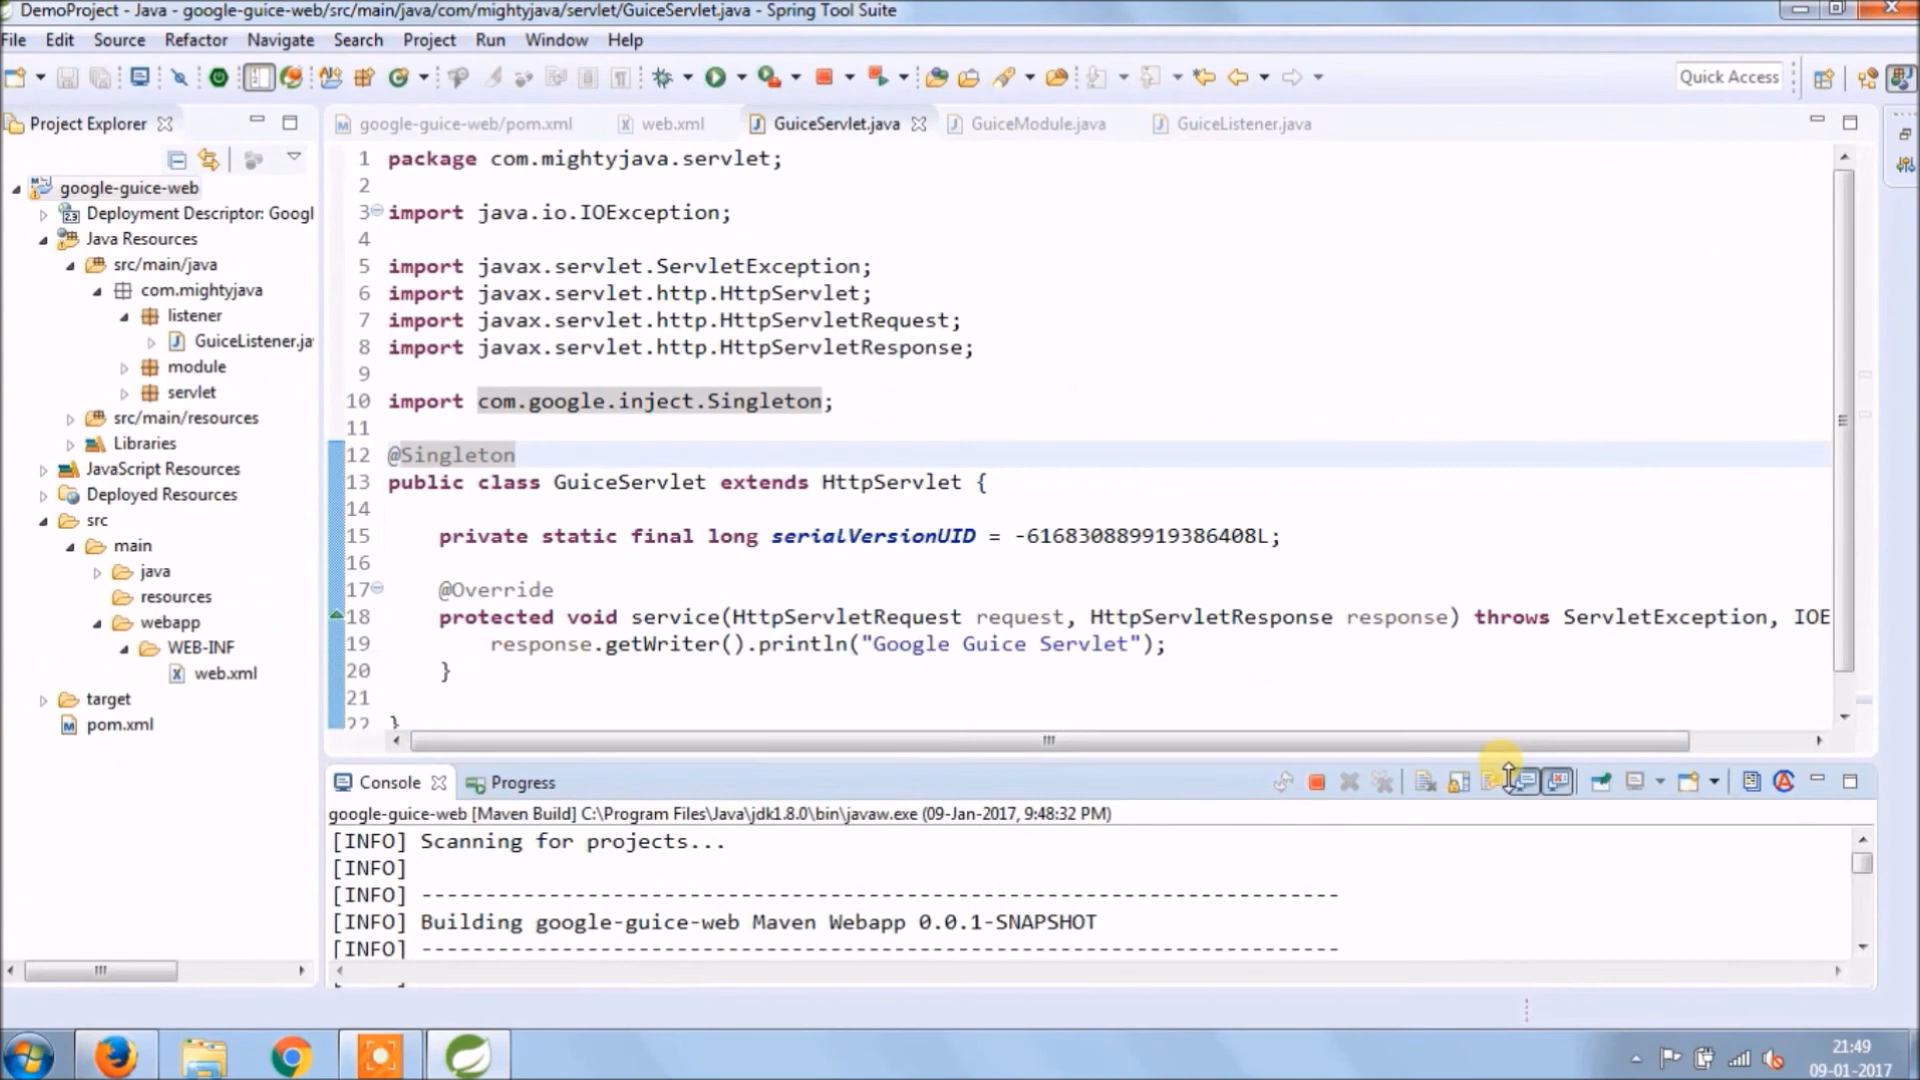 DemoProject - Java - google-guice-web/src/main/java/com/mightyjava/servlet/GuiceServlet.java - Spring Tool Suite
File Edit Source Refactor Navigate Search Project Run Window Help
Quick Access
Project Explorer
google-guice-web/pom.xml web.xml GuiceServlet.java GuiceModule.java GuiceListener.java
google-guice-web
Deployment Descriptor: Googl
Java Resources
src/main/java
com.mightyjava
listener
GuiceListener.ja
module
servlet
src/main/resources
Libraries
JavaScript Resources
Deployed Resources
src
main
java
resources
webapp
WEB-INF
web.xml
target
pom.xml
1 package com.mightyjava.servlet;
2
3 import java.io.IOException;
4
5 import javax.servlet.ServletException;
6 import javax.servlet.http.HttpServlet;
7 import javax.servlet.http.HttpServletRequest;
8 import javax.servlet.http.HttpServletResponse;
9
10 import com.google.inject.Singleton;
11
12 @Singleton
13 public class GuiceServlet extends HttpServlet {
14
15 private static final long serialVersionUID = -616830889919386408L;
16
17 @Override
18 protected void service(HttpServletRequest request, HttpServletResponse response) throws ServletException, IOE
19 response.getWriter().println("Google Guice Servlet");
20 }
21
22 }
Console Progress
google-guice-web [Maven Build] C:\Program Files\Java\jdk1.8.0\bin\javaw.exe (09-Jan-2017, 9:48:32 PM)
[INFO] Scanning for projects...
[INFO]
[INFO] ------------------------------------------------------------------------
[INFO] Building google-guice-web Maven Webapp 0.0.1-SNAPSHOT
[INFO] ------------------------------------------------------------------------
21:49
09-01-2017